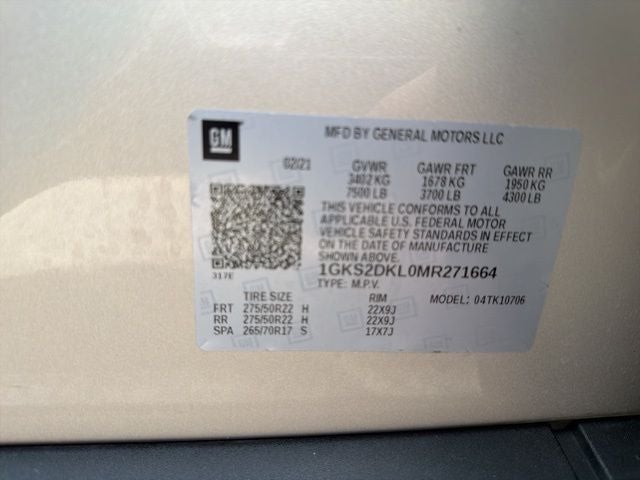 GM
MFD BY GENERAL MOTORS LLC
02/21 GVWR GAWR FRT GAWR RR
3402 KG 1678 KG 1950 KG
7500 LB 3700 LB 4300 LB
THIS VEHICLE CONFORMS TO ALL
APPLICABLE U.S. FEDERAL MOTOR
VEHICLE SAFETY STANDARDS IN EFFECT
ON THE DATE OF MANUFACTURE
SHOWN ABOVE.
317E 1GKS2DKL0MR271664
TYPE: M.P.V.
TIRE SIZE RIM MODEL: 04TK10706
FRT 275/50R22 H 22X9J
RR 275/50R22 H 22X9J
SPA 265/70R17 S 17X7J